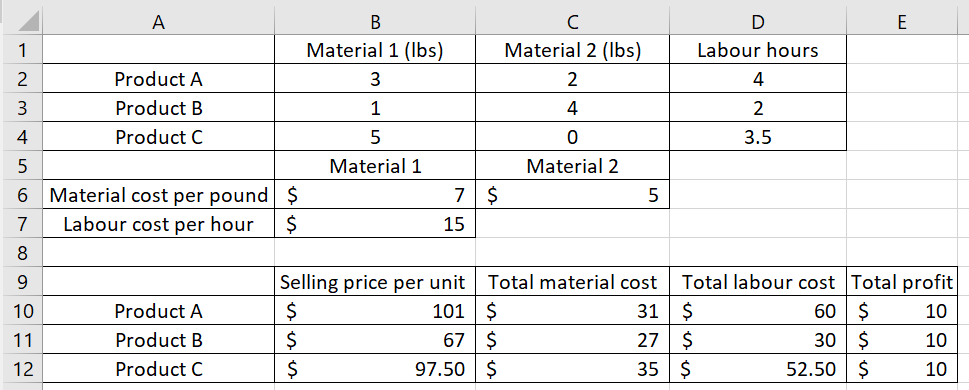 A B C D E
1 Material 1 (lbs) Material 2 (lbs) Labour hours
2 Product A 3 2 4
3 Product B 1 4 2
4 Product C 5 0 3.5
5 Material 1 Material 2
6 Material cost per pound $ 7 $ 5
7 Labour cost per hour $ 15
8
9 Selling price per unit Total material cost Total labour cost Total profit
10 Product A $ 101 $ 31 $ 60 $ 10
11 Product B $ 67 $ 27 $ 30 $ 10
12 Product C $ 97.50 $ 35 $ 52.50 $ 10